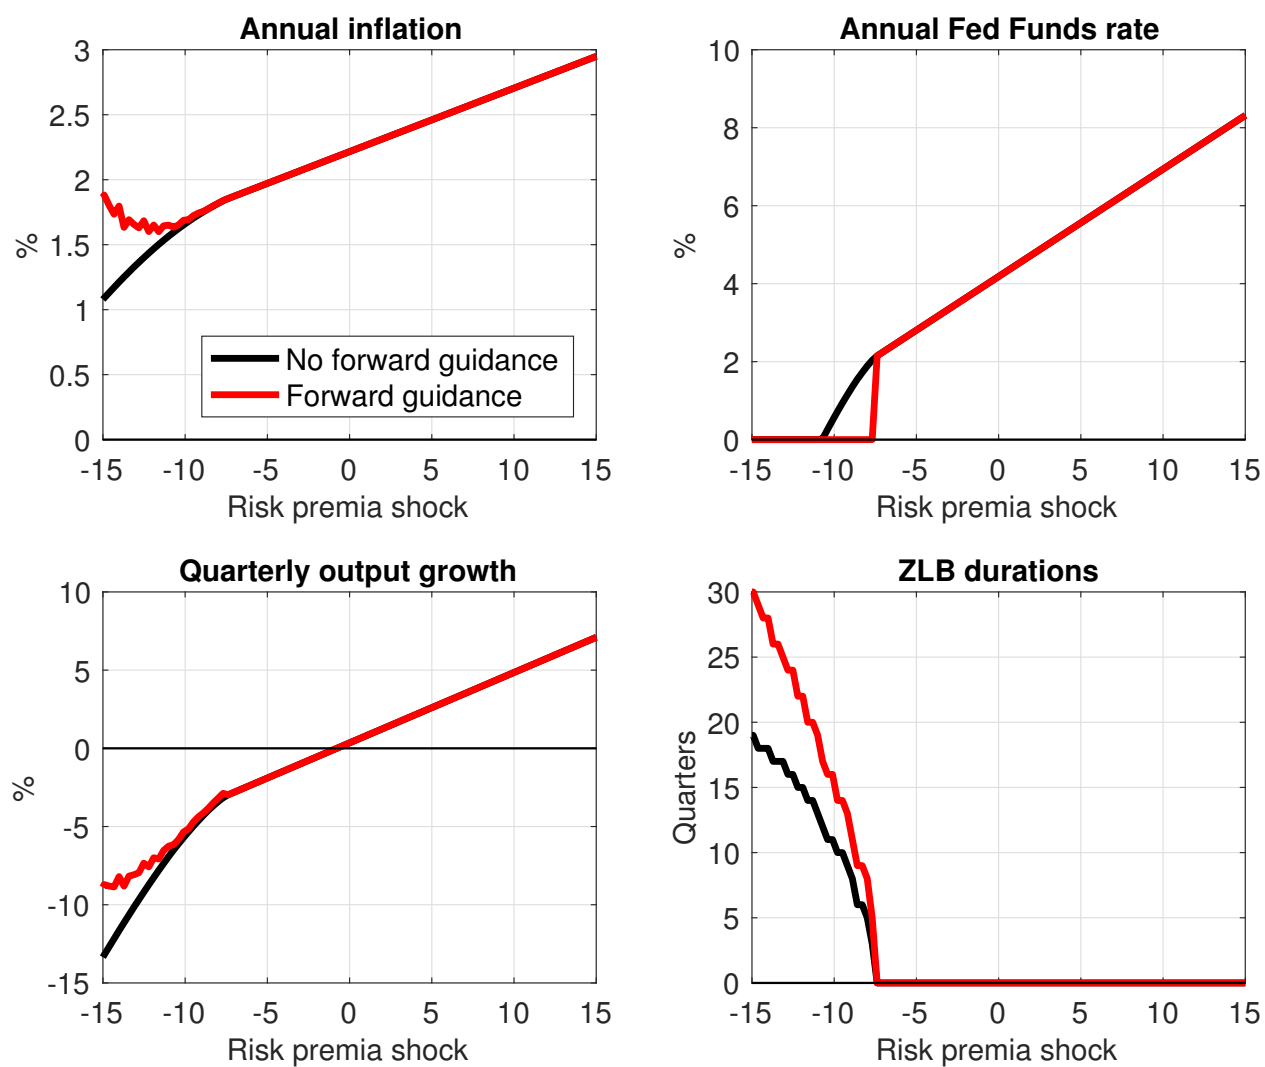 Annual inflation
3
2.5
2
1.5
1
0.5
0
%
No forward guidance
Forward guidance
-15 -10 -5 0 5 10 15
Risk premia shock
Annual Fed Funds rate
10
8
6
4
2
0
%
-15 -10 -5 0 5 10 15
Risk premia shock
Quarterly output growth
10
5
0
-5
-10
-15
%
-15 -10 -5 0 5 10 15
Risk premia shock
ZLB durations
30
25
20
15
10
5
0
Quarters
-15 -10 -5 0 5 10 15
Risk premia shock